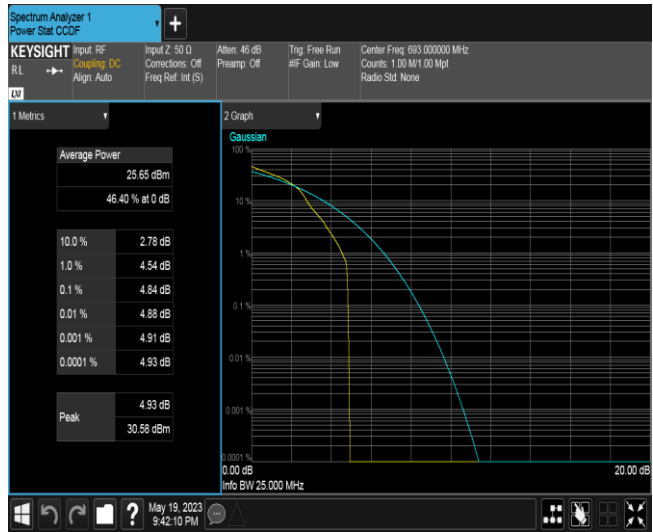 Spectrum Analyzer 1
Power Stat CCDF
+
KEYSIGHT
RL
LXI
Input: RF
Coupling: DC
Align: Auto
Input Z: 50 Ω
Corrections: Off
Freq Ref: Int (S)
Atten: 46 dB
Preamp: Off
Trig: Free Run
#IF Gain: Low
Center Freq: 693.000000 MHz
Counts: 1.00 M/1.00 Mpt
Radio Std: None
1 Metrics
Average Power
25.65 dBm
46.40 % at 0 dB
10.0 % 2.78 dB
1.0 % 4.54 dB
0.1 % 4.84 dB
0.01 % 4.88 dB
0.001 % 4.91 dB
0.0001 % 4.93 dB
Peak
4.93 dB
30.58 dBm
2 Graph
Gaussian
100 %
10 %
1 %
0.1 %
0.01 %
0.001 %
0.0001 %
0.00 dB 20.00 dB
Info BW 25.000 MHz
?
May 19, 2023
9:42:10 PM